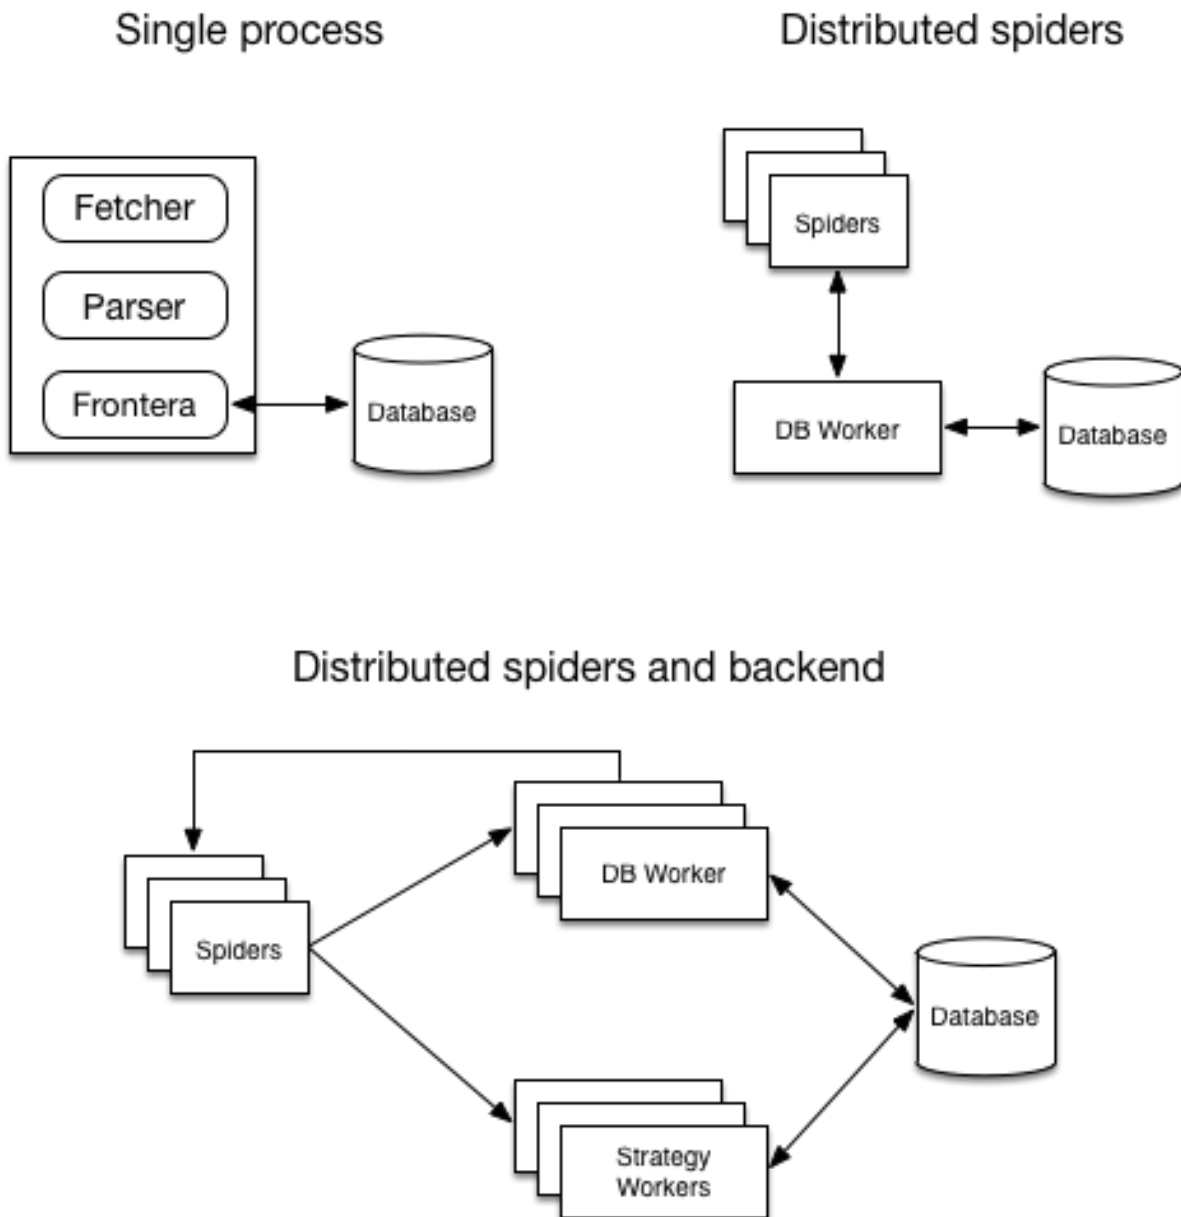 Single process
Distributed spiders
Fetcher
Parser
Frontera
Database
Spiders
DB Worker
Database
Distributed spiders and backend
DB Worker
Spiders
Database
Strategy
Workers